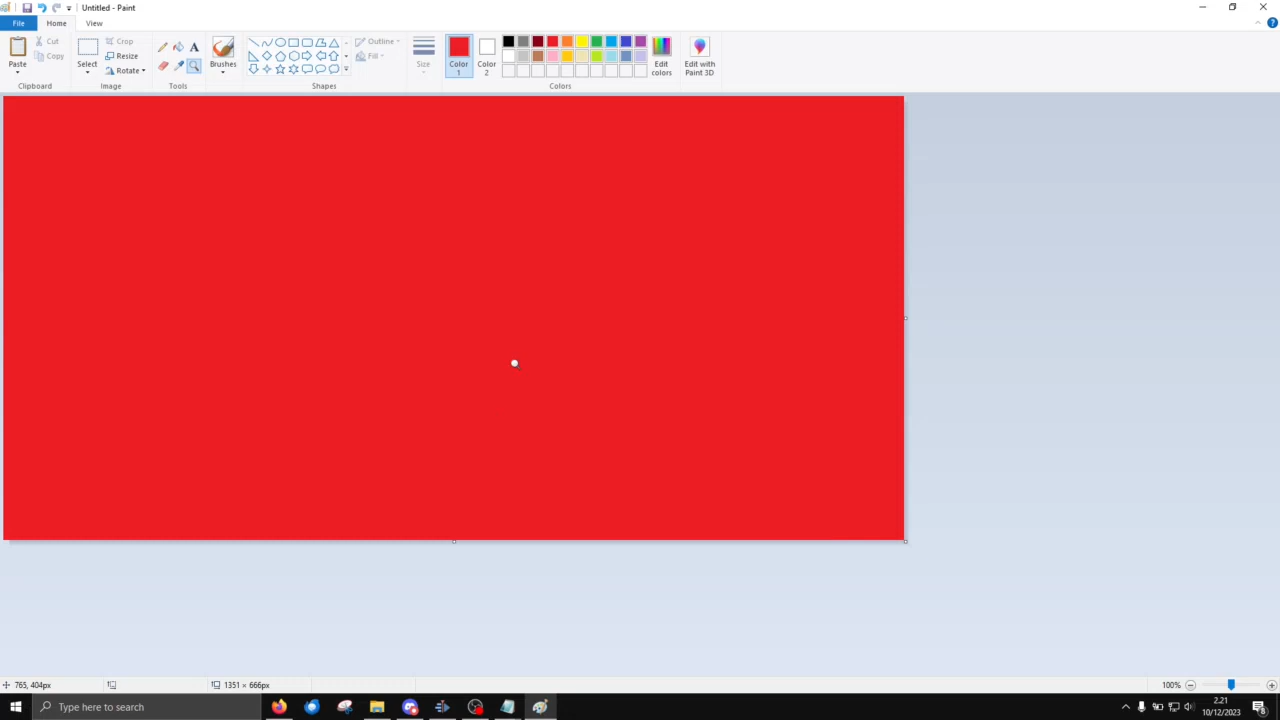 Untitled - Paint
File
Home
View
Paste
Cut
Copy
Clipboard
Select
Crop
Resize
Rotate
Image
A
Tools
Brushes
Outline
Fill
Shapes
Size
Color
1
Color
2
Edit
colors
Colors
Edit with
Paint 3D
765, 404px
1351 × 666px
100%
Type here to search
2.21
10/12/2023
8